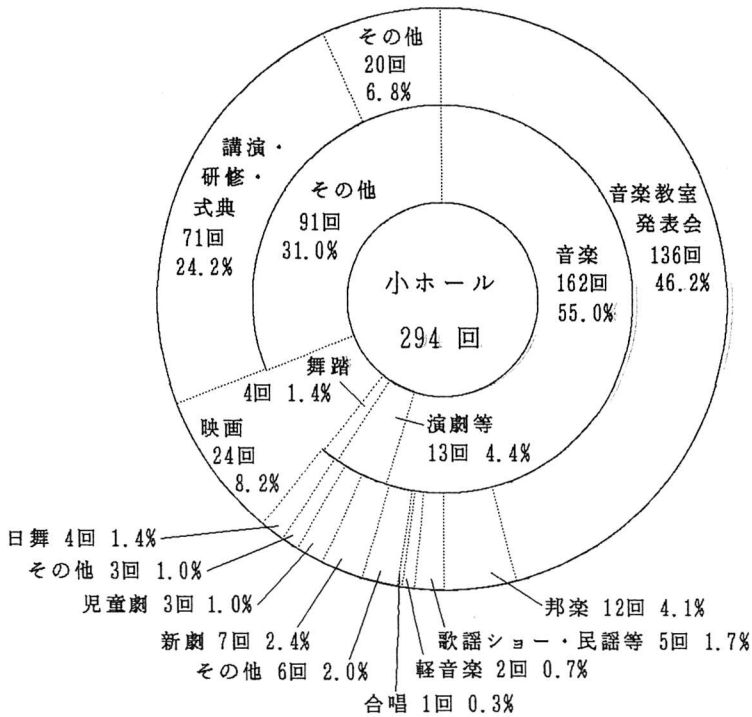 その他
20回
6.8%
講演・
研修・
式典
71回
24.2%
その他
91回
31.0%
音楽教室
発表会
136回
46.2%
音楽
162回
55.0%
小ホール
294 回
舞踏
4回 1.4%
演劇等
13回 4.4%
映画
24回
8.2%
日舞 4回 1.4%
その他 3回 1.0%
児童劇 3回 1.0%
新劇 7回 2.4%
その他 6回 2.0%
合唱 1回 0.3%
軽音楽 2回 0.7%
歌謡ショー・民謡等 5回 1.7%
邦楽 12回 4.1%